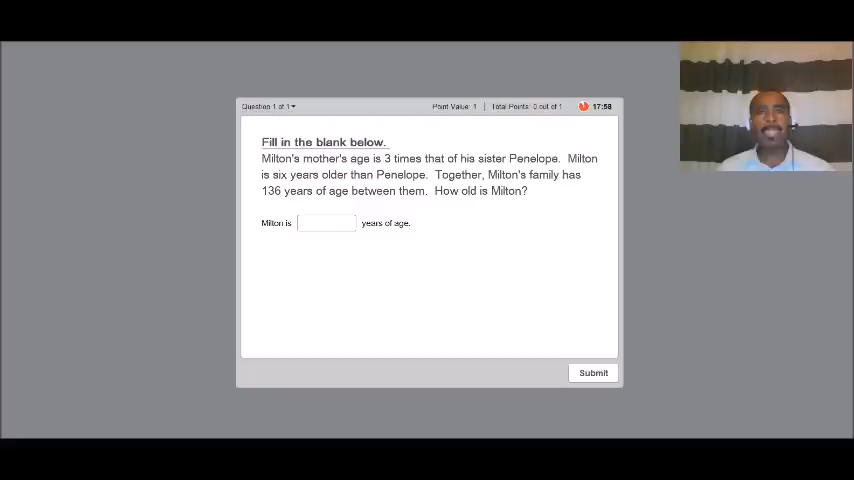 Question 1 of 1
Point Value: 1 | Total Points: 0 out of 1 17:58
Fill in the blank below.
Milton's mother's age is 3 times that of his sister Penelope. Milton
is six years older than Penelope. Together, Milton's family has
136 years of age between them. How old is Milton?
Milton is years of age.
Submit